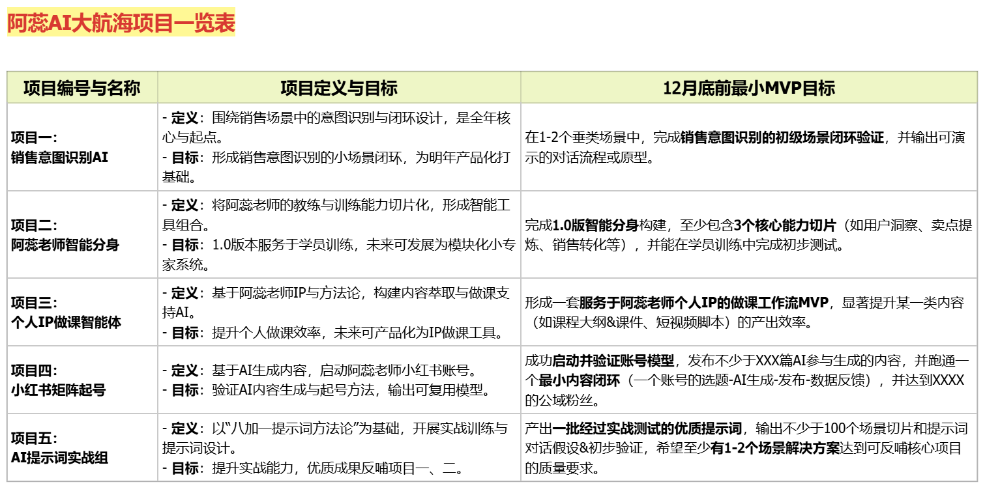 阿蕊AI大航海项目一览表
项目编号与名称
项目定义与目标
12月底前最小MVP目标
项目一：
销售意图识别AI
- 定义：围绕销售场景中的意图识别与闭环设计，是全年核
心与起点。
- 目标：形成销售意图识别的小场景闭环，为明年产品化打
基础。
在1-2个垂类场景中，完成销售意图识别的初级场景闭环验证，并输出可演
示的对话流程或原型。
项目二：
阿蕊老师智能分身
- 定义：将阿蕊老师的教练与训练能力切片化，形成智能工
具组合。
- 目标：1.0版本服务于学员训练，未来可发展为模块化小专
家系统。
完成1.0版智能分身构建，至少包含3个核心能力切片（如用户洞察、卖点提
炼、销售转化等），并能在学员训练中完成初步测试。
项目三：
个人IP做课智能体
- 定义：基于阿蕊老师IP与方法论，构建内容萃取与做课支
持AI。
- 目标：提升个人做课效率，未来可产品化为IP做课工具。
形成一套服务于阿蕊老师个人IP的做课工作流MVP，显著提升某一类内容
（如课程大纲&课件、短视频脚本）的产出效率。
项目四：
小红书矩阵起号
- 定义：基于AI生成内容，启动阿蕊老师小红书账号。
- 目标：验证AI内容生成与起号方法，输出可复用模型。
成功启动并验证账号模型，发布不少于XXX篇AI参与生成的内容，并跑通一
个最小内容闭环（一个账号的选题-AI生成-发布-数据反馈），并达到XXXX
的公域粉丝。
项目五：
AI提示词实战组
- 定义：以“八加一提示词方法论”为基础，开展实战训练与
提示词设计。
- 目标：提升实战能力，优质成果反哺项目一、二。
产出一批经过实战测试的优质提示词，输出不少于100个场景切片和提示词
对话假设&初步验证，希望至少有1-2个场景解决方案达到可反哺核心项目
的质量要求。